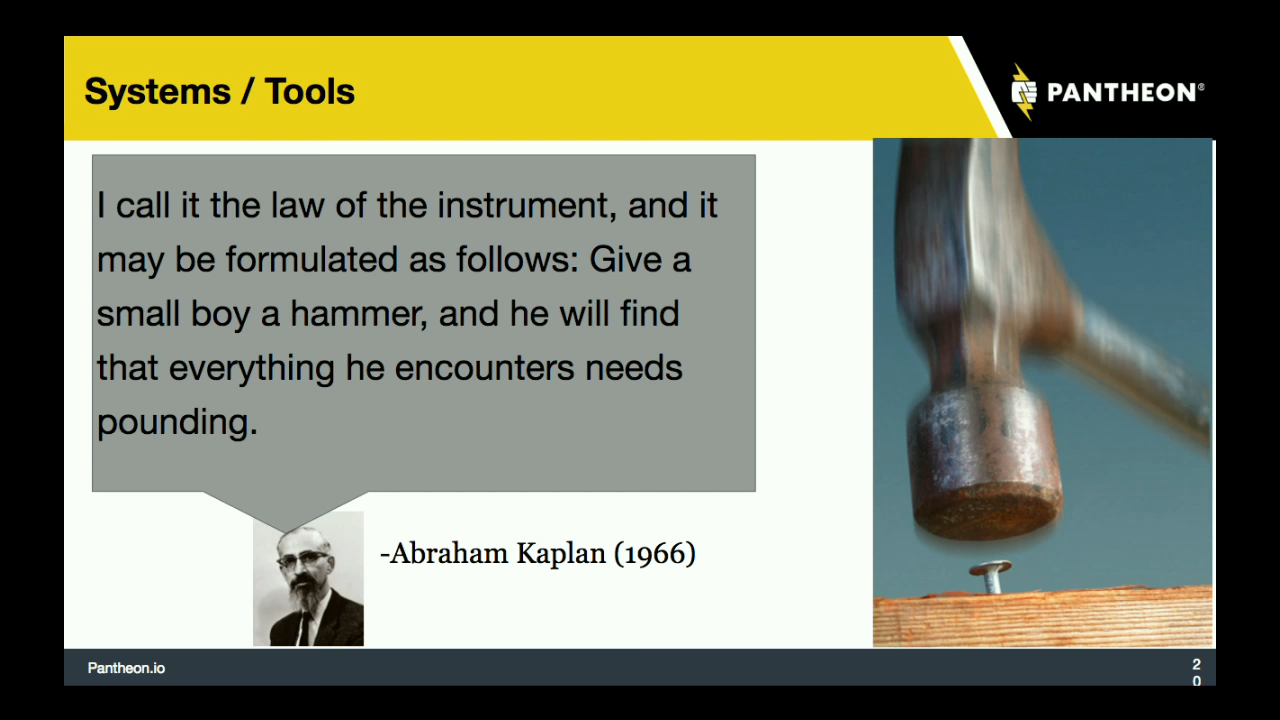 Systems / Tools
PANTHEON®
I call it the law of the instrument, and it
may be formulated as follows: Give a
small boy a hammer, and he will find
that everything he encounters needs
pounding.
-Abraham Kaplan (1966)
Pantheon.io
2
0